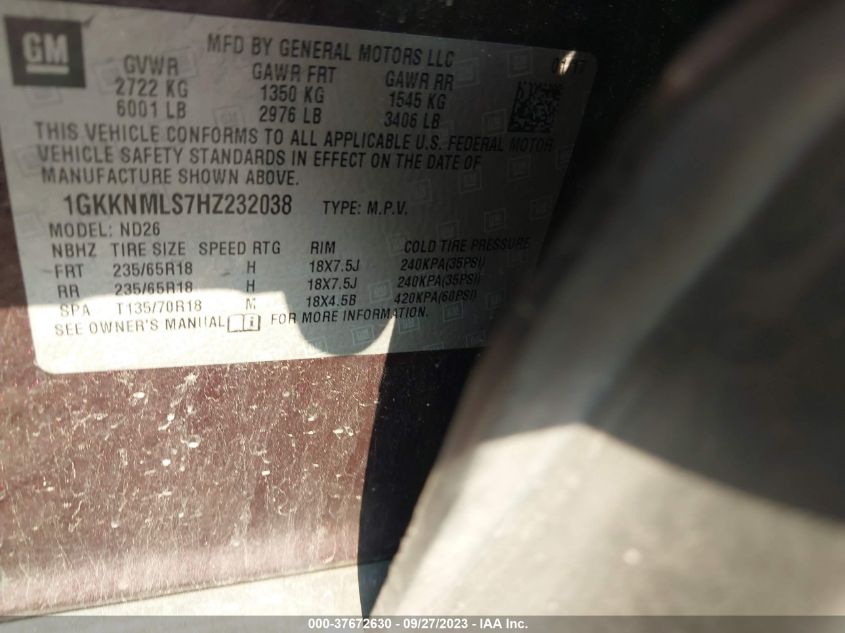 GM
MFD BY GENERAL MOTORS LLC
GVWR GAWR FRT GAWR RR
2722 KG 1350 KG 1545 KG
6001 LB 2976 LB 3406 LB
THIS VEHICLE CONFORMS TO ALL APPLICABLE U.S. FEDERAL MOTOR
VEHICLE SAFETY STANDARDS IN EFFECT ON THE DATE OF
MANUFACTURE SHOWN ABOVE.
1GKKNMLS7HZ232038 TYPE: M.P.V.
MODEL: ND26
NBHZ TIRE SIZE SPEED RTG RIM COLD TIRE PRESSURE
FRT 235/65R18 H 18X7.5J 240KPA(35PSI)
RR 235/65R18 H 18X7.5J 240KPA(35PSI)
SPA T135/70R18 M 18X4.5B 420KPA(60PSI)
SEE OWNER'S MANUAL FOR MORE INFORMATION.
000-37672630 - 09/27/2023 - IAA Inc.